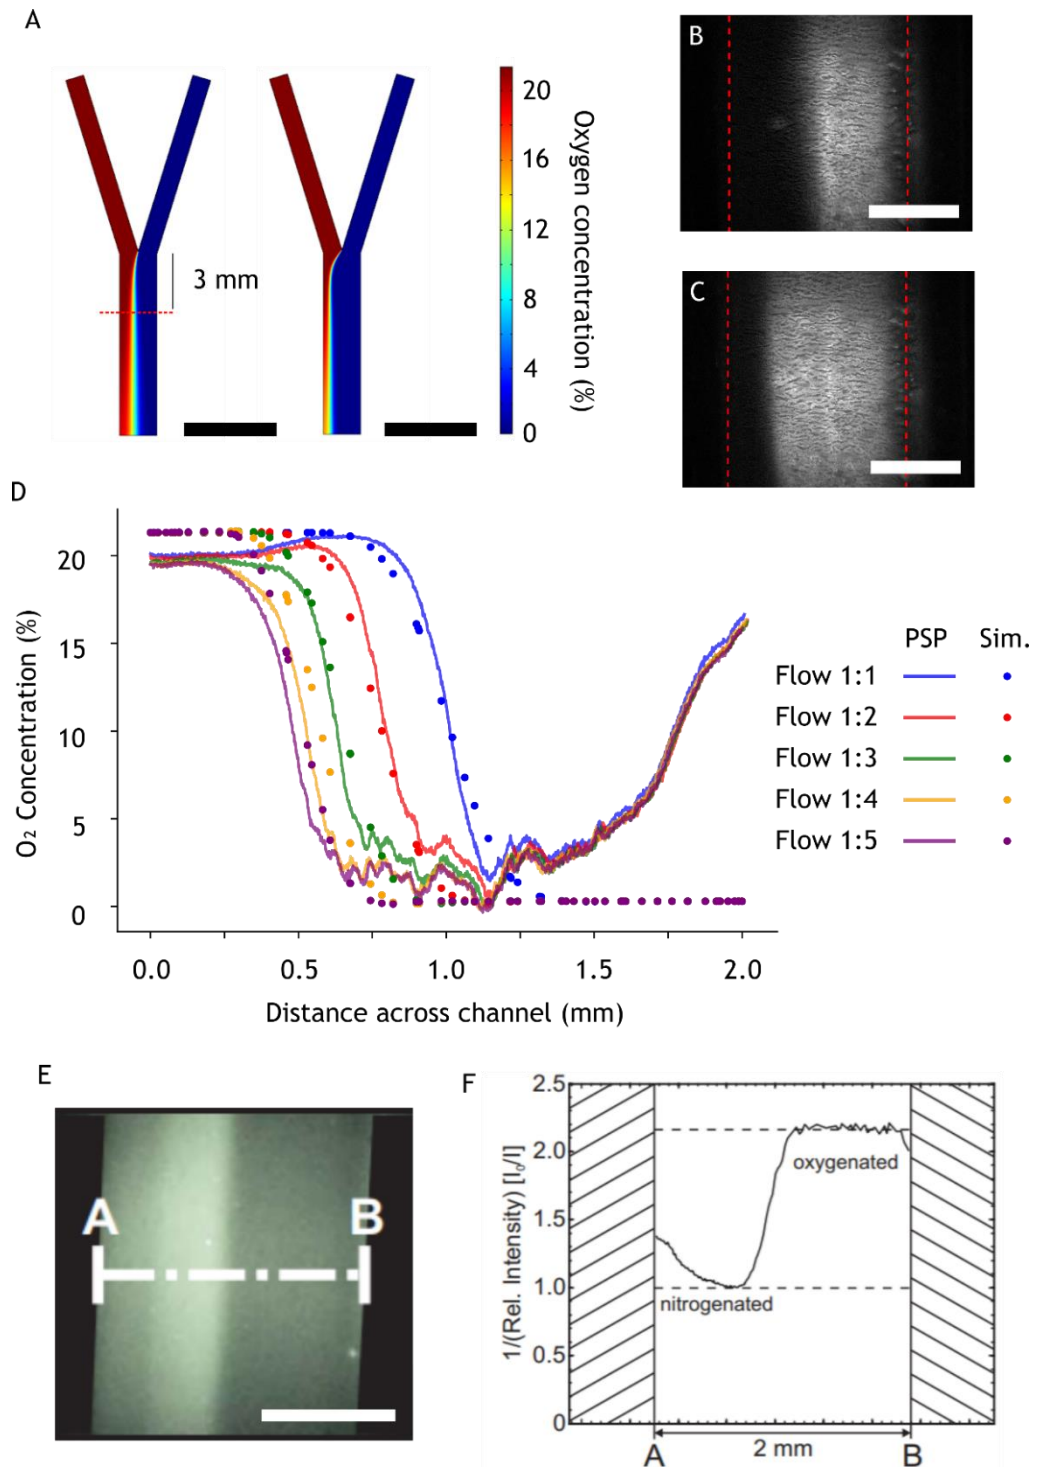 A
20
16
12
8
4
0
Oxygen concentration (%)
3 mm
B
C
D
20
15
10
5
0
O₂ Concentration (%)
0.0 0.5 1.0 1.5 2.0
Distance across channel (mm)
PSP Sim.
Flow 1:1
Flow 1:2
Flow 1:3
Flow 1:4
Flow 1:5
E
A B
F
2.5
2.0
1.5
1.0
0.5
0
1/(Rel. Intensity) [I₀/I]
oxygenated
nitrogenated
A 2 mm B